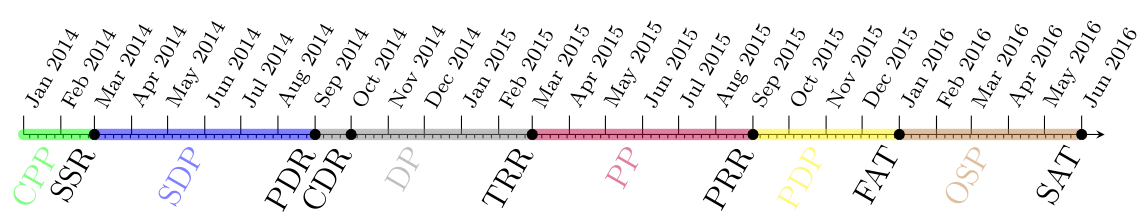 Jan 2014
Feb 2014
Mar 2014
Apr 2014
May 2014
Jun 2014
Jul 2014
Aug 2014
Sep 2014
Oct 2014
Nov 2014
Dec 2014
Jan 2015
Feb 2015
Mar 2015
Apr 2015
May 2015
Jun 2015
Jul 2015
Aug 2015
Sep 2015
Oct 2015
Nov 2015
Dec 2015
Jan 2016
Feb 2016
Mar 2016
Apr 2016
May 2016
Jun 2016
CPP
SSR
SDP
PDR
CDR
DP
TRR
PP
PRR
PDP
FAT
OSP
SAT